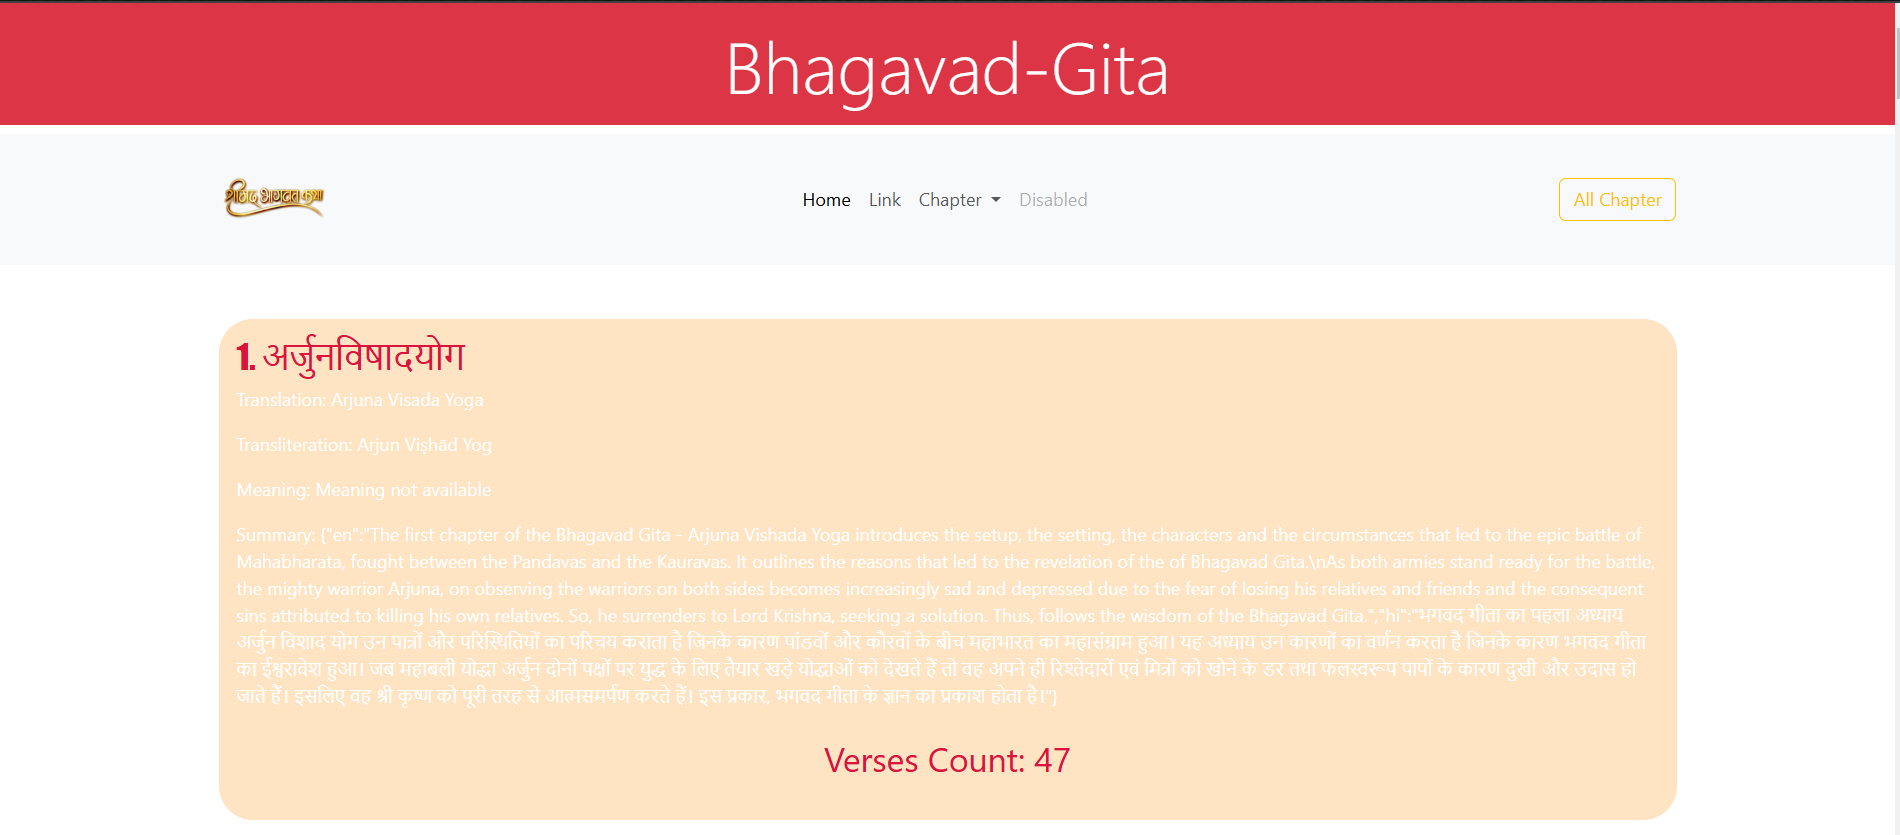 Bhagavad-Gita
Home Link Chapter Disabled
All Chapter
1. अर्जुनविषादयोग
Translation: Arjuna Visada Yoga
Transliteration: Arjun Viṣhād Yog
Meaning: Meaning not available
Summary: {"en":"The first chapter of the Bhagavad Gita - Arjuna Vishada Yoga introduces the setup, the setting, the characters and the circumstances that led to the epic battle of
Mahabharata, fought between the Pandavas and the Kauravas. It outlines the reasons that led to the revelation of the of Bhagavad Gita.\nAs both armies stand ready for the battle,
the mighty warrior Arjuna, on observing the warriors on both sides becomes increasingly sad and depressed due to the fear of losing his relatives and friends and the consequent
sins attributed to killing his own relatives. So, he surrenders to Lord Krishna, seeking a solution. Thus, follows the wisdom of the Bhagavad Gita.","hi":"भगवद गीता का पहला अध्याय
अर्जुन विशाद योग उन पात्रों और परिस्थितियों का परिचय कराता है जिनके कारण पांडवों और कौरवों के बीच महाभारत का महासंग्राम हुआ। यह अध्याय उन कारणों का वर्णन करता है जिनके कारण भगवद गीता
का ईश्वरावेश हुआ। जब महाबली योद्धा अर्जुन दोनों पक्षों पर युद्ध के लिए तैयार खड़े योद्धाओं को देखते हैं तो वह अपने ही रिश्तेदारों एवं मित्रों को खोने के डर तथा फलस्वरूप पापों के कारण दुखी और उदास हो
जाते हैं। इसलिए वह श्री कृष्ण को पूरी तरह से आत्मसमर्पण करते हैं। इस प्रकार, भगवद गीता के ज्ञान का प्रकाश होता है।"}
Verses Count: 47